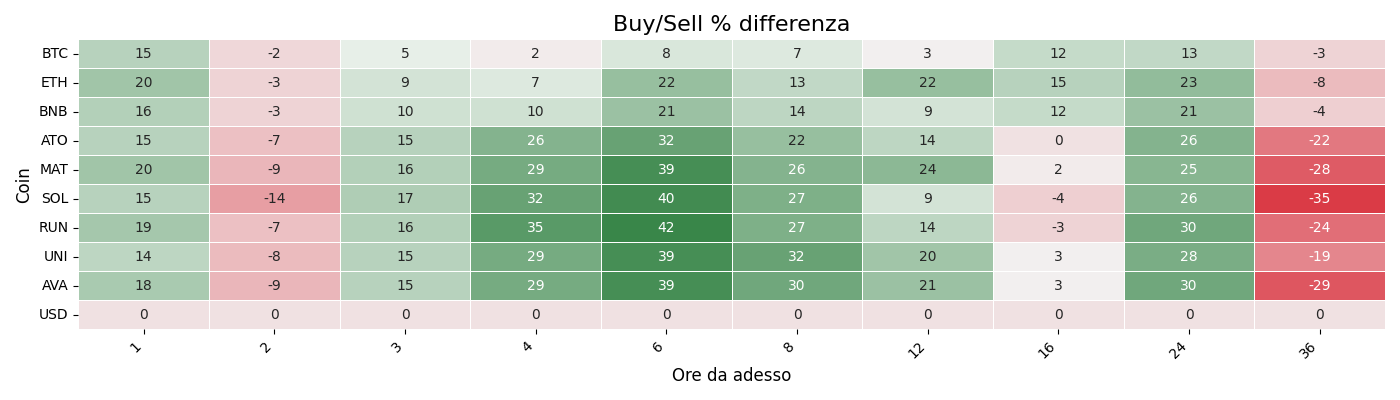 Buy/Sell % differenza
Coin
BTC 15 -2 5 2 8 7 3 12 13 -3
ETH 20 -3 9 7 22 13 22 15 23 -8
BNB 16 -3 10 10 21 14 9 12 21 -4
ATO 15 -7 15 26 32 22 14 0 26 -22
MAT 20 -9 16 29 39 26 24 2 25 -28
SOL 15 -14 17 32 40 27 9 -4 26 -35
RUN 19 -7 16 35 42 27 14 -3 30 -24
UNI 14 -8 15 29 39 32 20 3 28 -19
AVA 18 -9 15 29 39 30 21 3 30 -29
USD 0 0 0 0 0 0 0 0 0 0
1 2 3 4 6 8 12 16 24 36
Ore da adesso